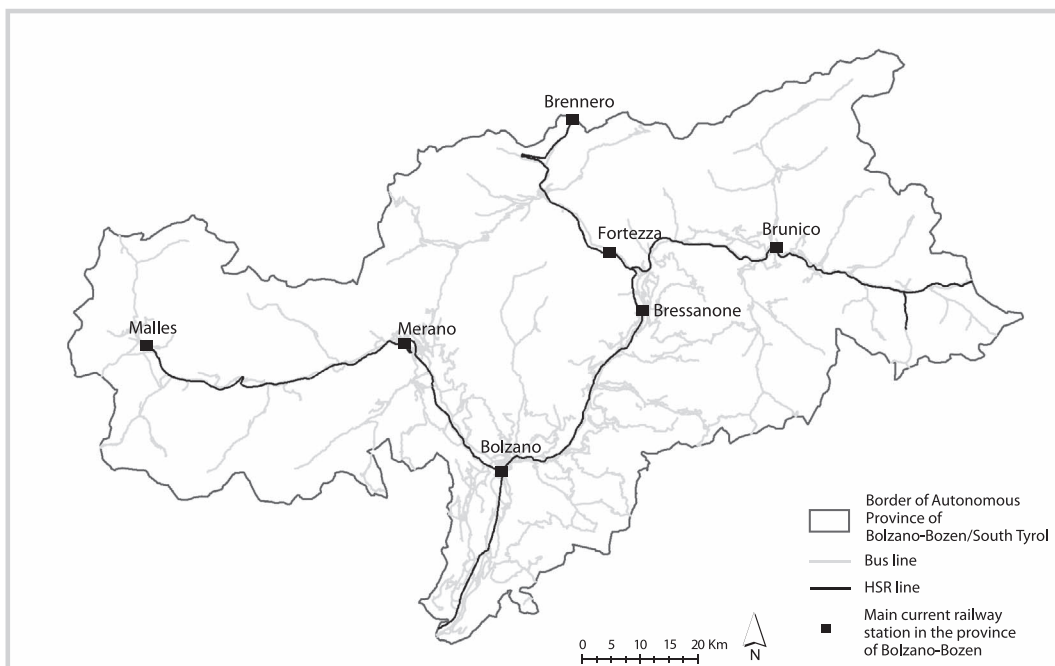 Brennero
Fortezza
Brunico
Bressanone
Malles
Merano
Bolzano
Border of Autonomous
Province of
Bolzano-Bozen/South Tyrol
Bus line
HSR line
Main current railway
station in the province
of Bolzano-Bozen
0 5 10 15 20 Km
N